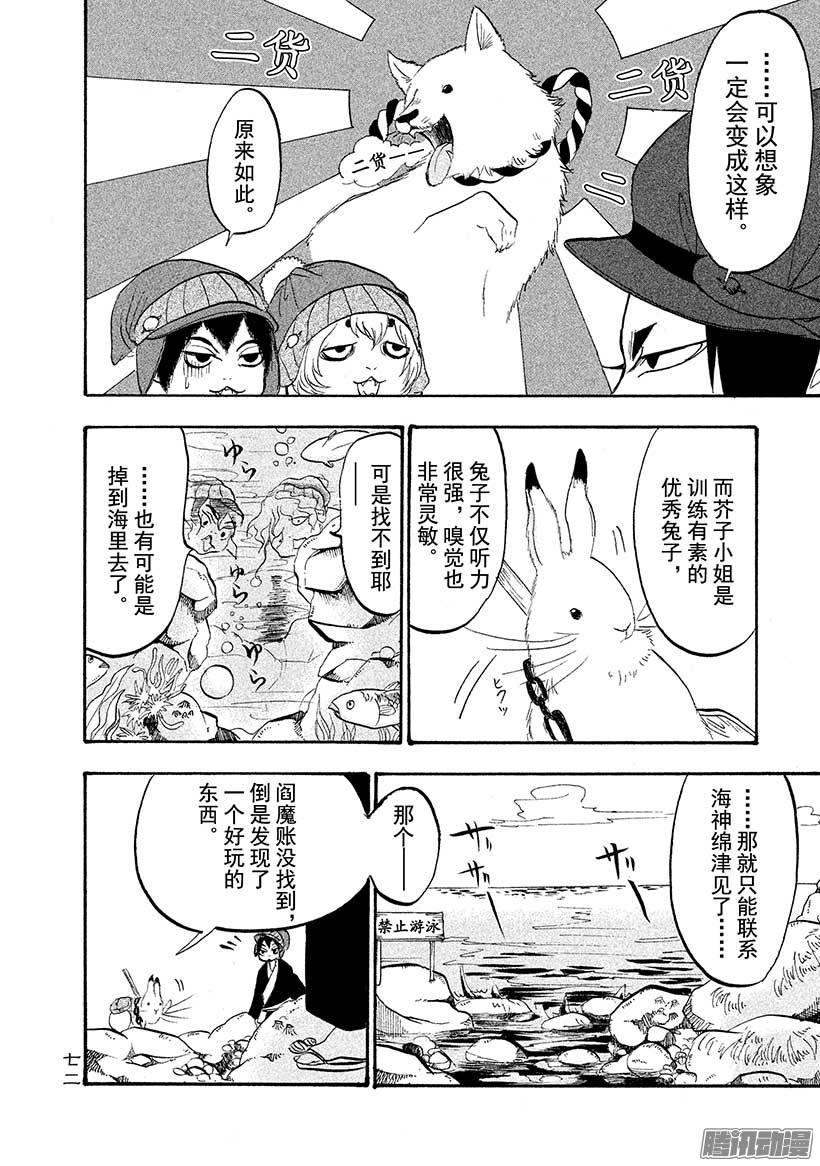 ……可以想象
一定会变成这样。
二货
二货
二货——
二
原来如此。
而芥子小姐是
训练有素的
优秀兔子，
兔子不仅听力
很强，嗅觉也
非常灵敏。
ヒクッ
可是找不到耶
——
ゆら
ゆら
ゆら
……也有可能是
掉到海里去了。
……那就只能联系
海神绵津见了……
ザザ
ザザ
禁止游泳
那个——
阎魔账没找到，
倒是发现了
一个好玩的
东西。
七二
腾讯动漫